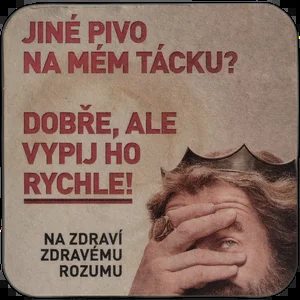 JINÉ PIVO
NA MÉM TÁCKU?
DOBŘE, ALE
VYPIJ HO
RYCHLE!
NA ZDRAVÍ
ZDRAVÉMU
ROZUMU